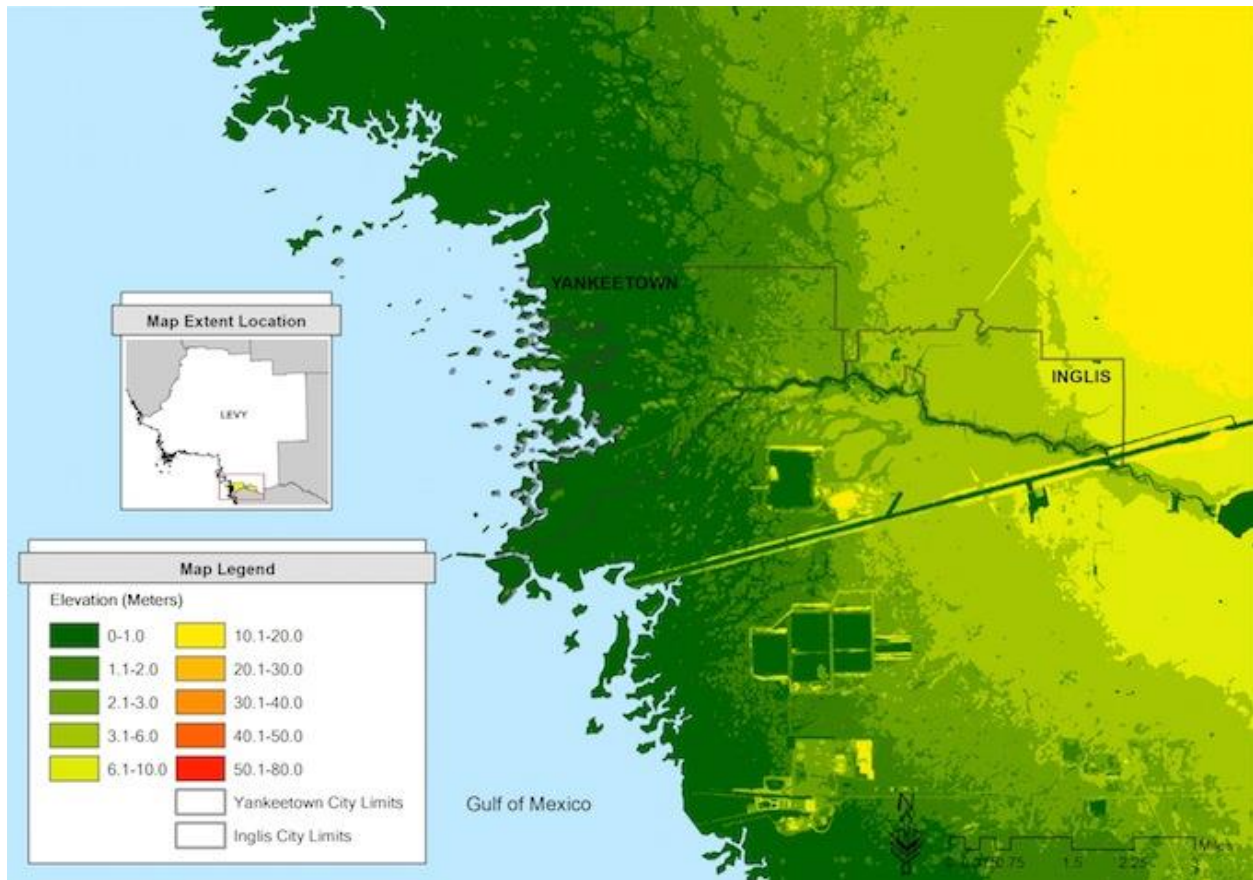 YANKEETOWN
INGLIS
Map Extent Location
LEVY
Map Legend
Elevation (Meters)
0-1.0
1.1-2.0
2.1-3.0
3.1-6.0
6.1-10.0
10.1-20.0
20.1-30.0
30.1-40.0
40.1-50.0
50.1-80.0
Yankeetown City Limits
Inglis City Limits
Gulf of Mexico
N
Miles
0.75 1.5 2.25 3